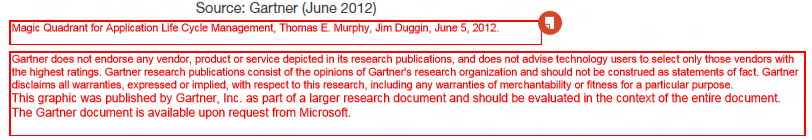 Source: Gartner (June 2012)
Magic Quadrant for Application Life Cycle Management, Thomas E. Murphy, Jim Duggin, June 5, 2012.
Gartner does not endorse any vendor, product or service depicted in its research publications, and does not advise technology users to select only those vendors with
the highest ratings. Gartner research publications consist of the opinions of Gartner's research organization and should not be construed as statements of fact. Gartner
disclaims all warranties, expressed or implied, with respect to this research, including any warranties of merchantability or fitness for a particular purpose.
This graphic was published by Gartner, Inc. as part of a larger research document and should be evaluated in the context of the entire document.
The Gartner document is available upon request from Microsoft.